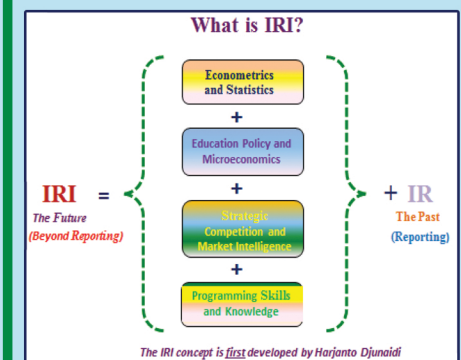 What is IRI?
Econometrics
and Statistics
+
Education Policy and
Microeconomics
+
IRI = + IR
The Future
(Beyond Reporting)
The Past
(Reporting)
Strategic
Competition and
Market Intelligence
+
Programming Skills
and Knowledge
The IRI concept is first developed by Harjanto Djunaidi